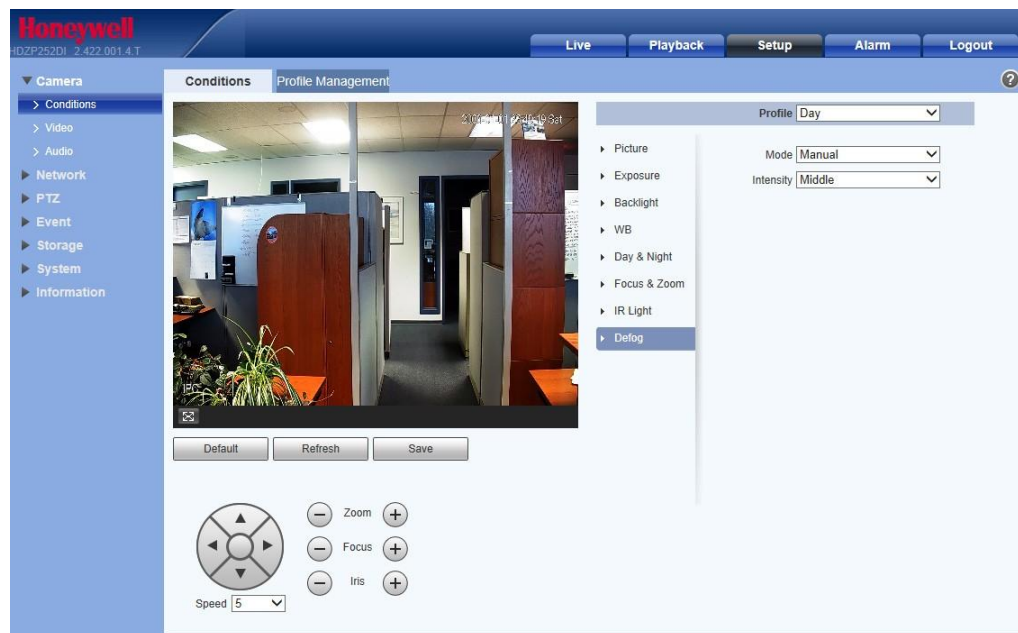 Honeywell
HDZP252DI 2.422.001.4.T
Live Playback Setup Alarm Logout
Camera
Conditions
Video
Audio
Network
PTZ
Event
Storage
System
Information
Conditions Profile Management
Sat
IPC
Default Refresh Save
Zoom
Focus
Iris
Speed 5
Profile Day
Picture
Exposure
Backlight
WB
Day & Night
Focus & Zoom
IR Light
Defog
Mode Manual
Intensity Middle